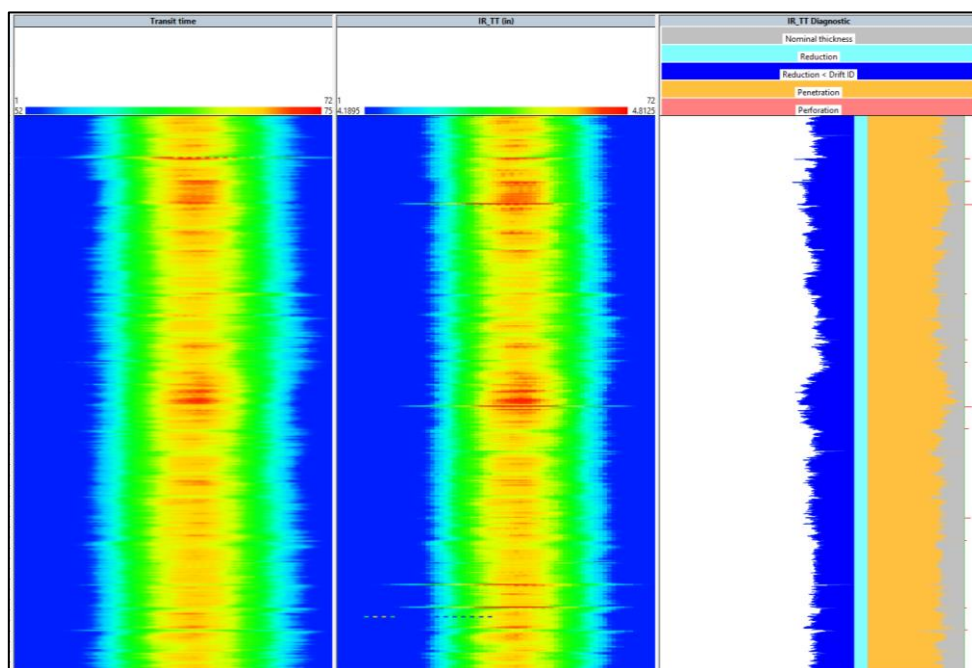 Transit time
1 72
52 75
IR_TT (in)
1 72
4.1895 4.8125
IR_TT Diagnostic
Nominal thickness
Reduction
Reduction < Drift ID
Penetration
Perforation